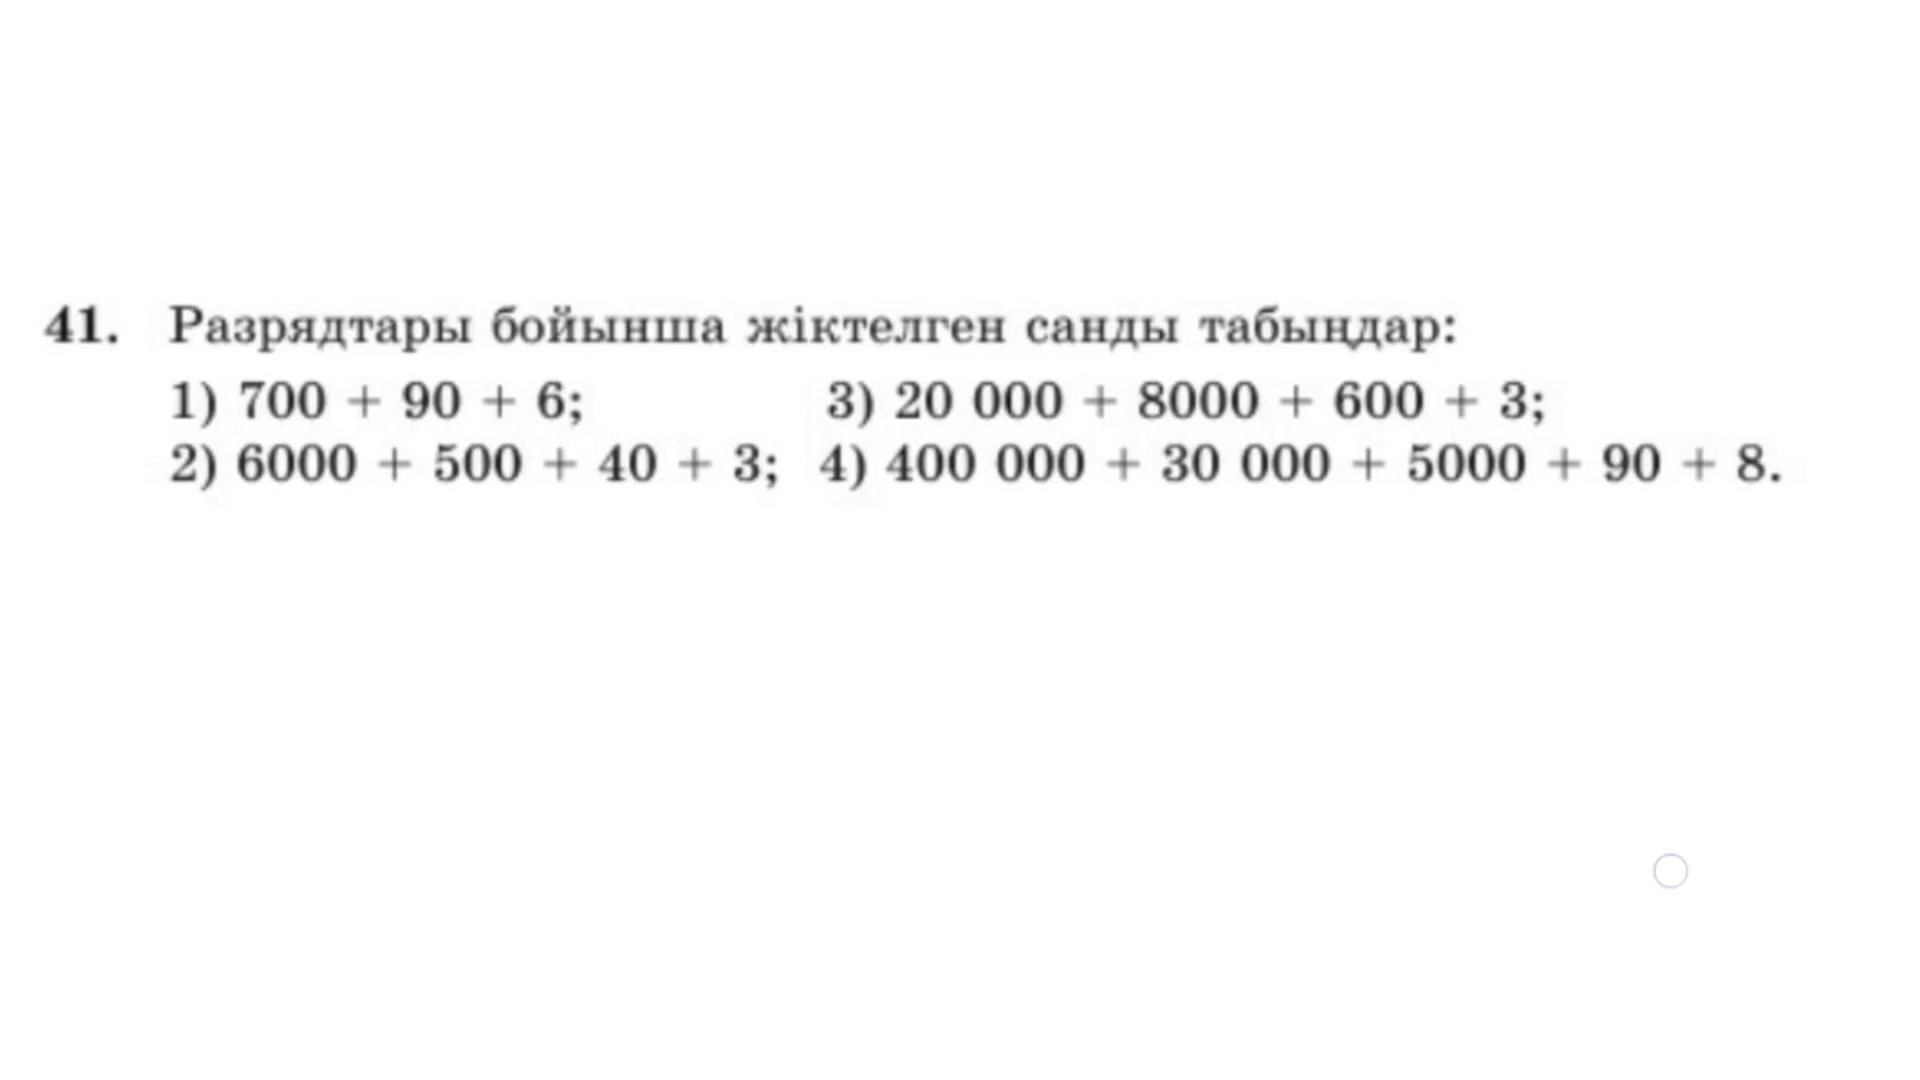 41. Разрядтары бойынша жіктелген санды табыңдар:
1) 700 + 90 + 6; 3) 20 000 + 8000 + 600 + 3;
2) 6000 + 500 + 40 + 3; 4) 400 000 + 30 000 + 5000 + 90 + 8.